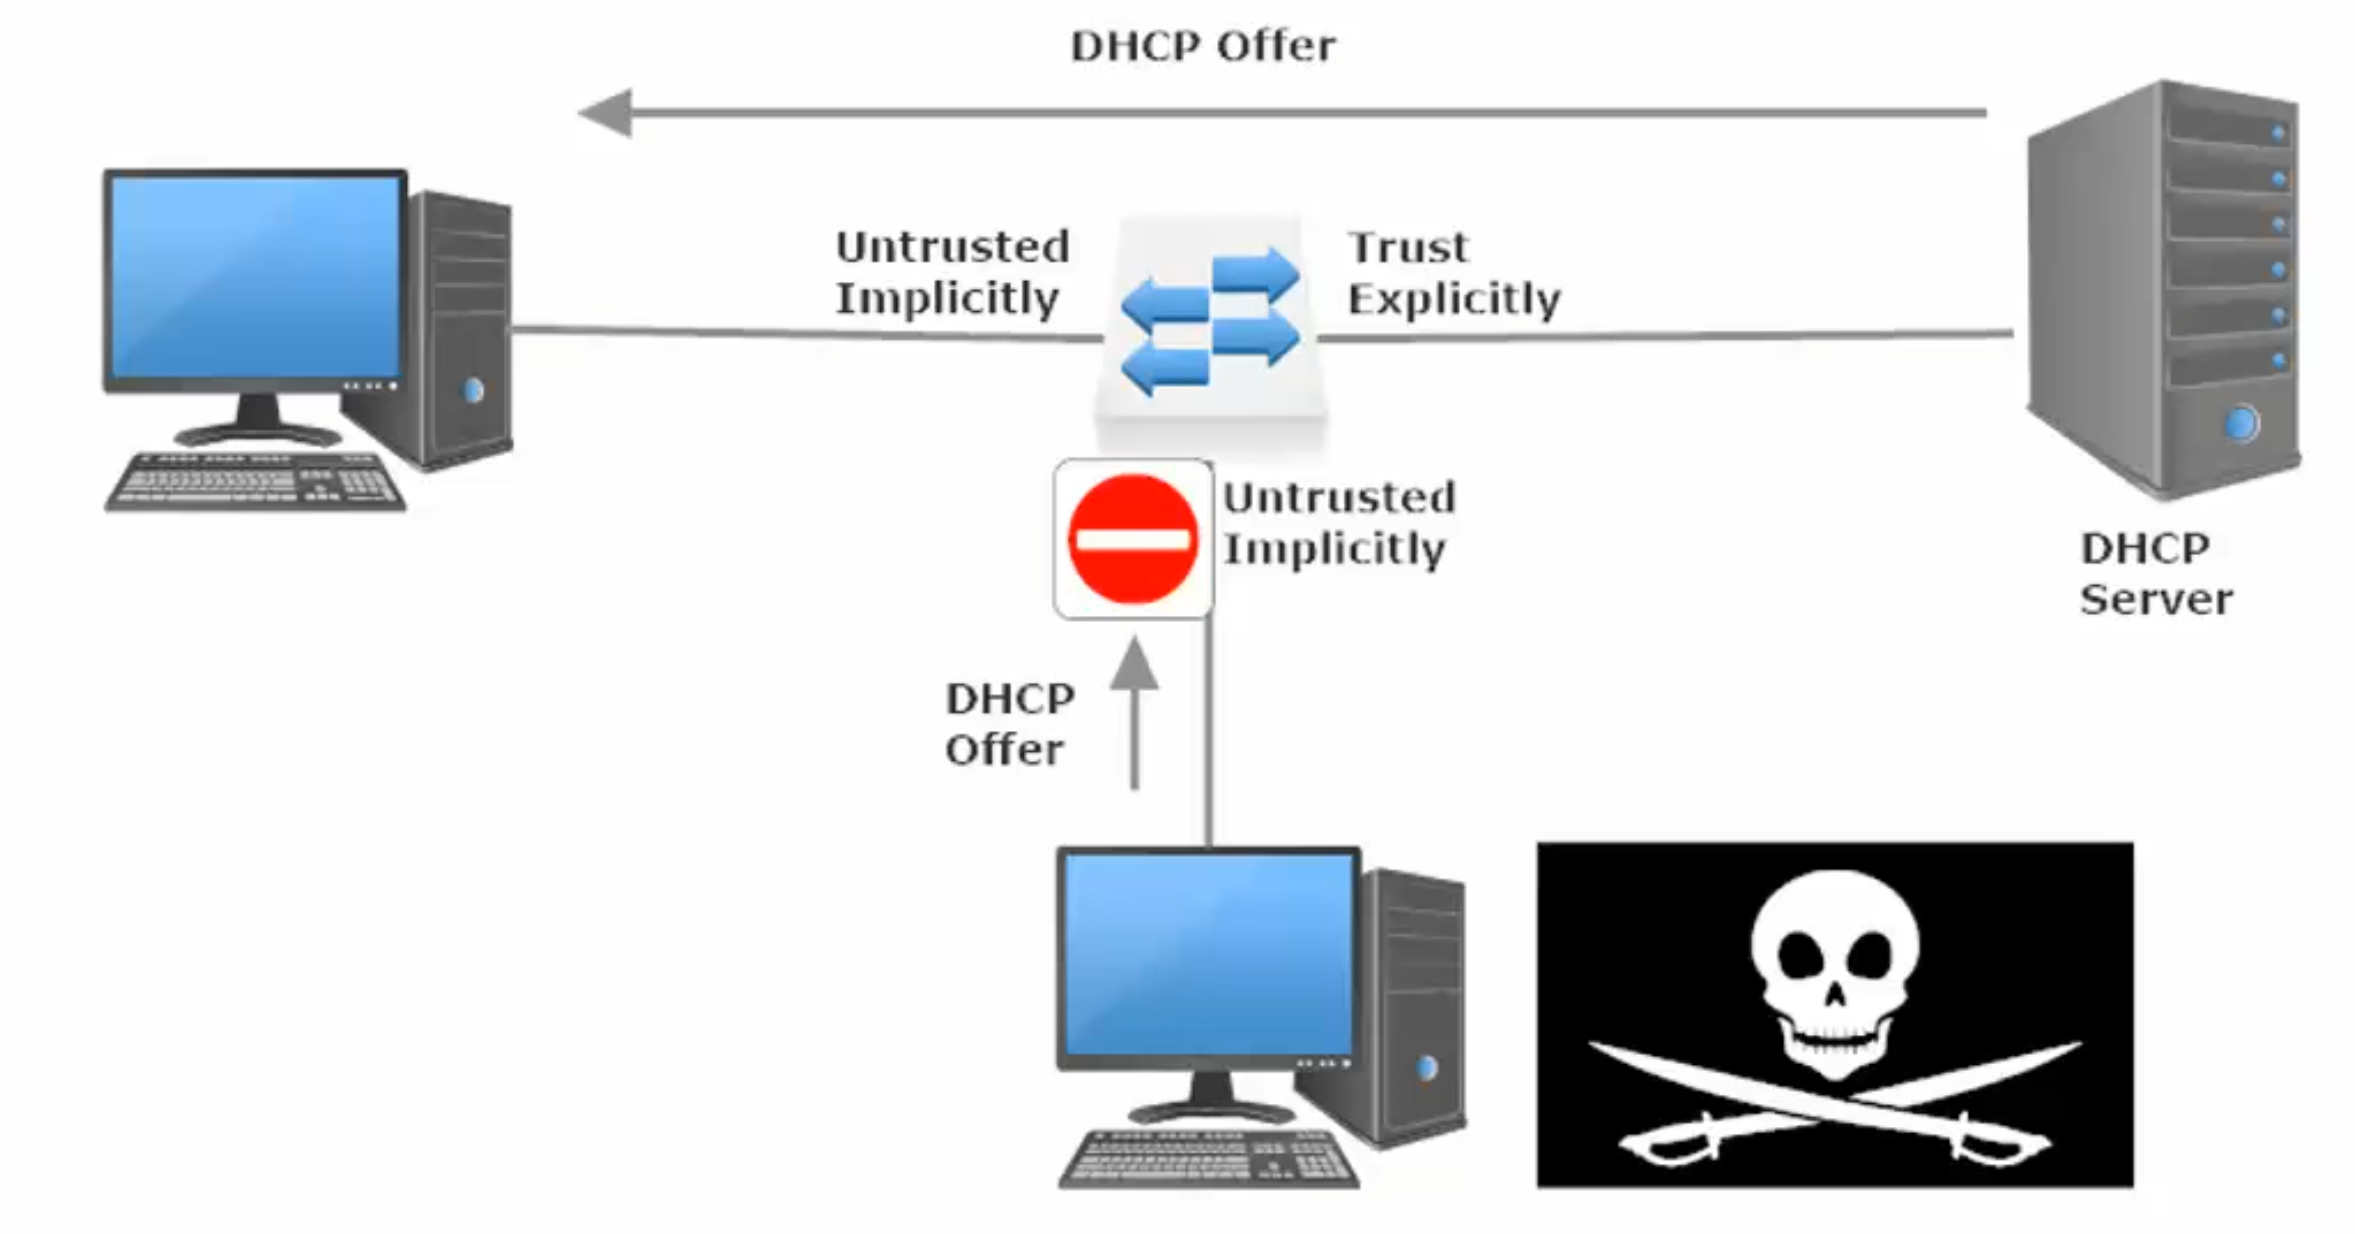 DHCP Offer
Untrusted
Implicitly
Trust
Explicitly
Untrusted
Implicitly
DHCP
Server
DHCP
Offer